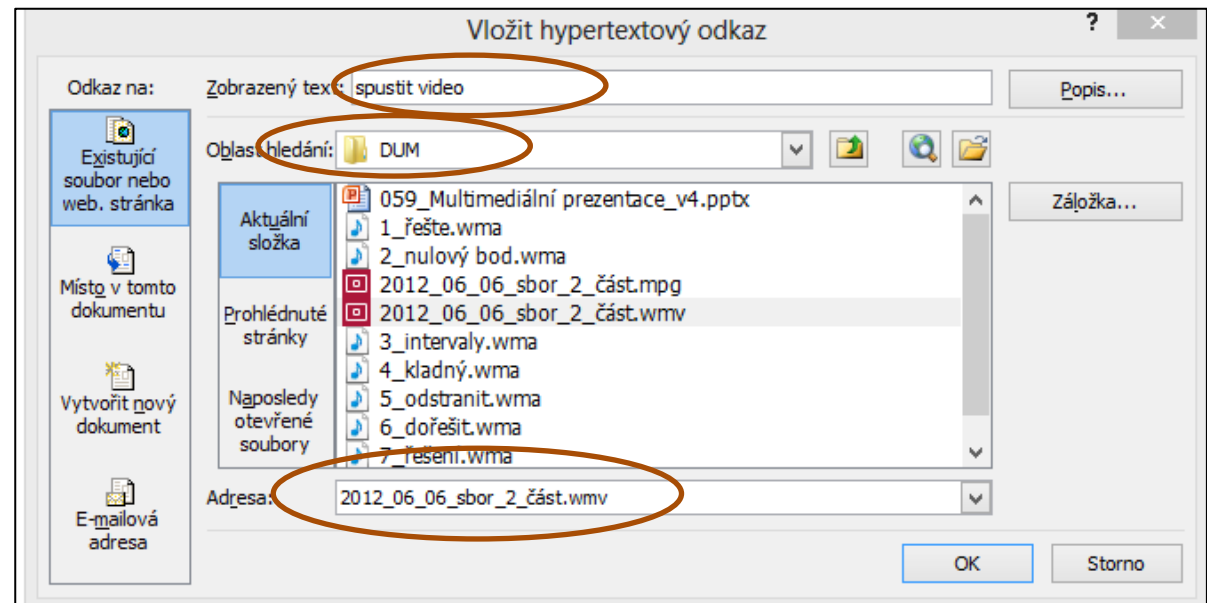 Vložit hypertextový odkaz
?
Odkaz na:
Zobrazený text: spustit video
Popis...
Existující
soubor nebo
web. stránka
Místo v tomto
dokumentu
Vytvořit nový
dokument
E-mailová
adresa
Oblast hledání: DUM
Aktuální
složka
Prohlédnuté
stránky
Naposledy
otevřené
soubory
059_Multimediální prezentace_v4.pptx
1_řešte.wma
2_nulový bod.wma
2012_06_06_sbor_2_část.mpg
2012_06_06_sbor_2_část.wmv
3_intervaly.wma
4_kladný.wma
5_odstranit.wma
6_dořešit.wma
7_řešení.wma
Záložka...
Adresa: 2012_06_06_sbor_2_část.wmv
OK
Storno